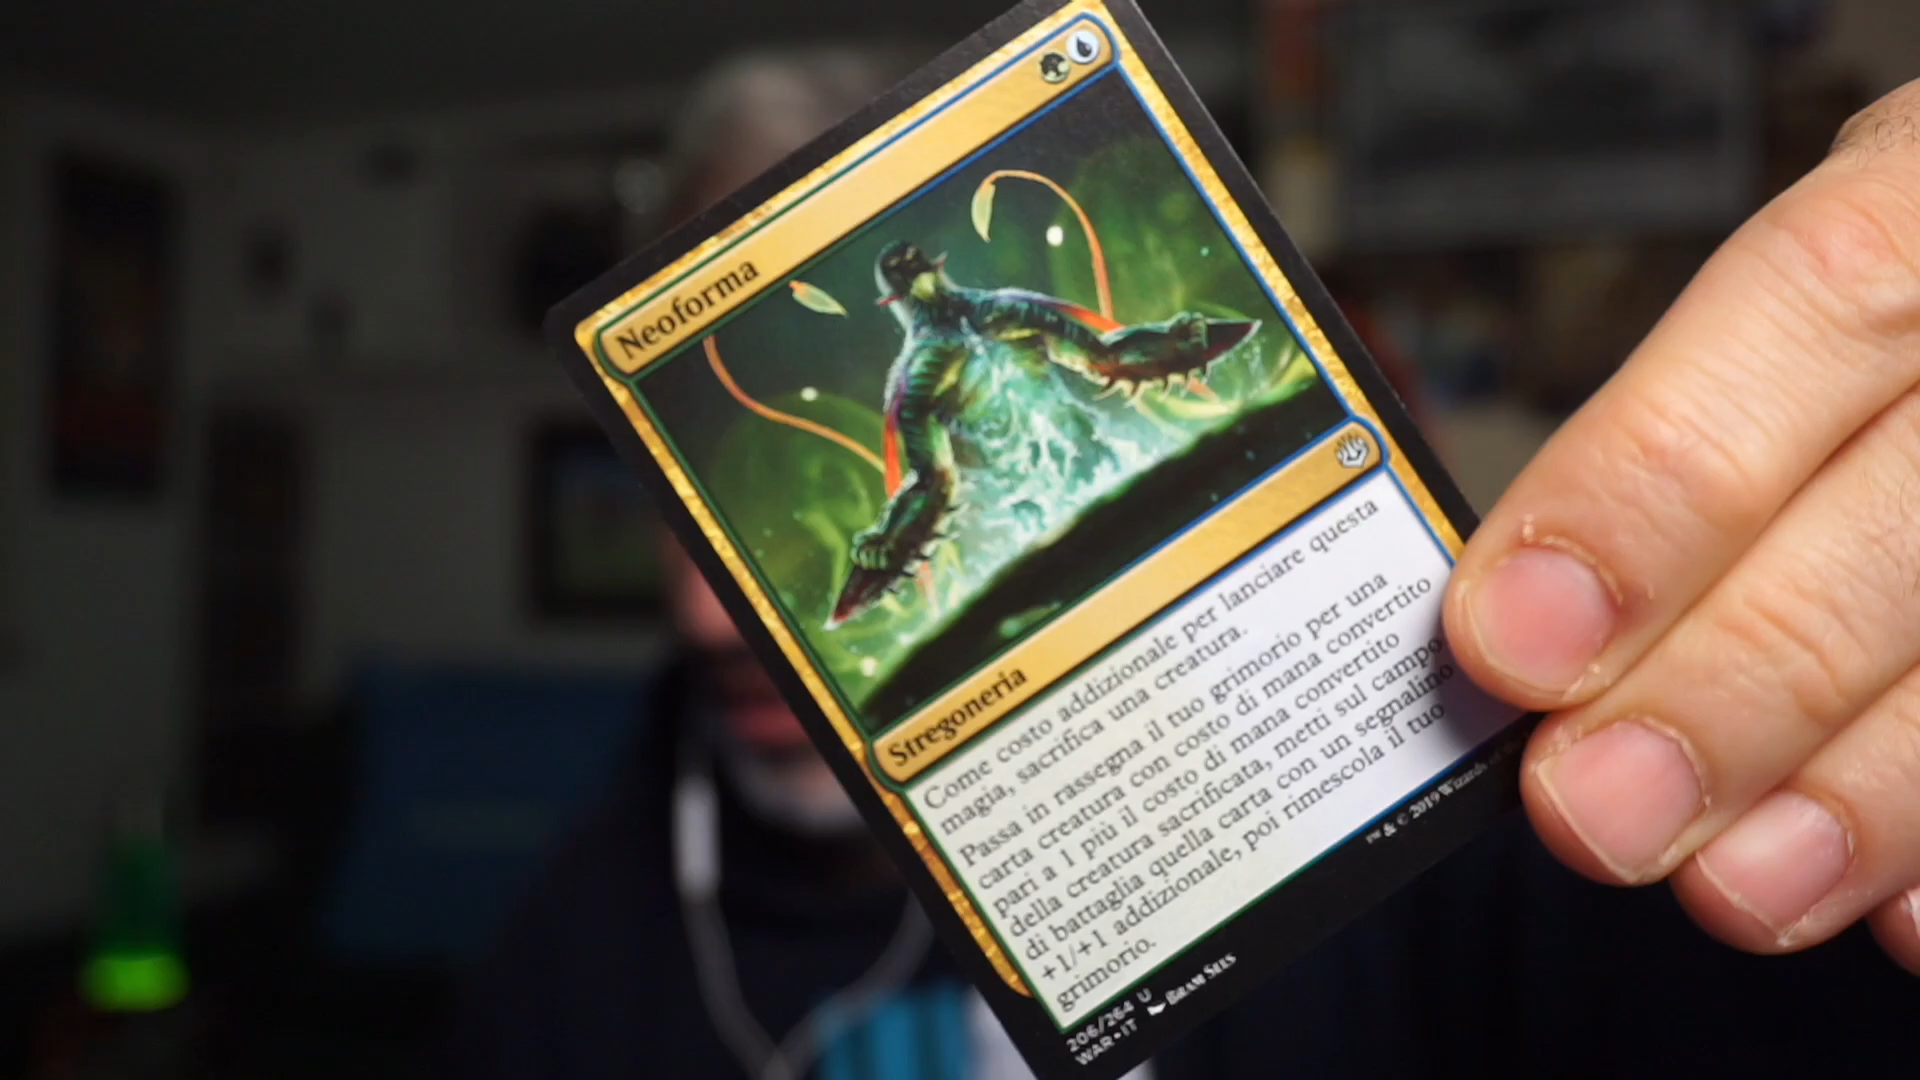 Neoforma
Stregoneria
Come costo addizionale per lanciare questa
magia, sacrifica una creatura.
Passa in rassegna il tuo grimorio per una
carta creatura con costo di mana convertito
pari a 1 più il costo di mana convertito
della creatura sacrificata, metti sul campo
di battaglia quella carta con un segnalino
+1/+1 addizionale, poi rimescola il tuo
grimorio.
206/264 U
WAR • IT BRAM SELS
™ & © 2019 Wizards of